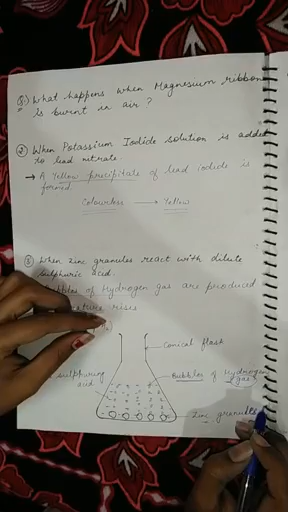 Q.1) What happens when Magnesium ribbon
is burnt in air?
② When Potassium Iodide solution is added
to lead nitrate.
→ A Yellow precipitate of lead iodide is
formed.
Colourless → Yellow
③ When zinc granules react with dilute
sulphuric acid.
of Hydrogen gas are produced
rises
Conical flask
Bubbles of Hydrogen
gas
acid
Zinc granules